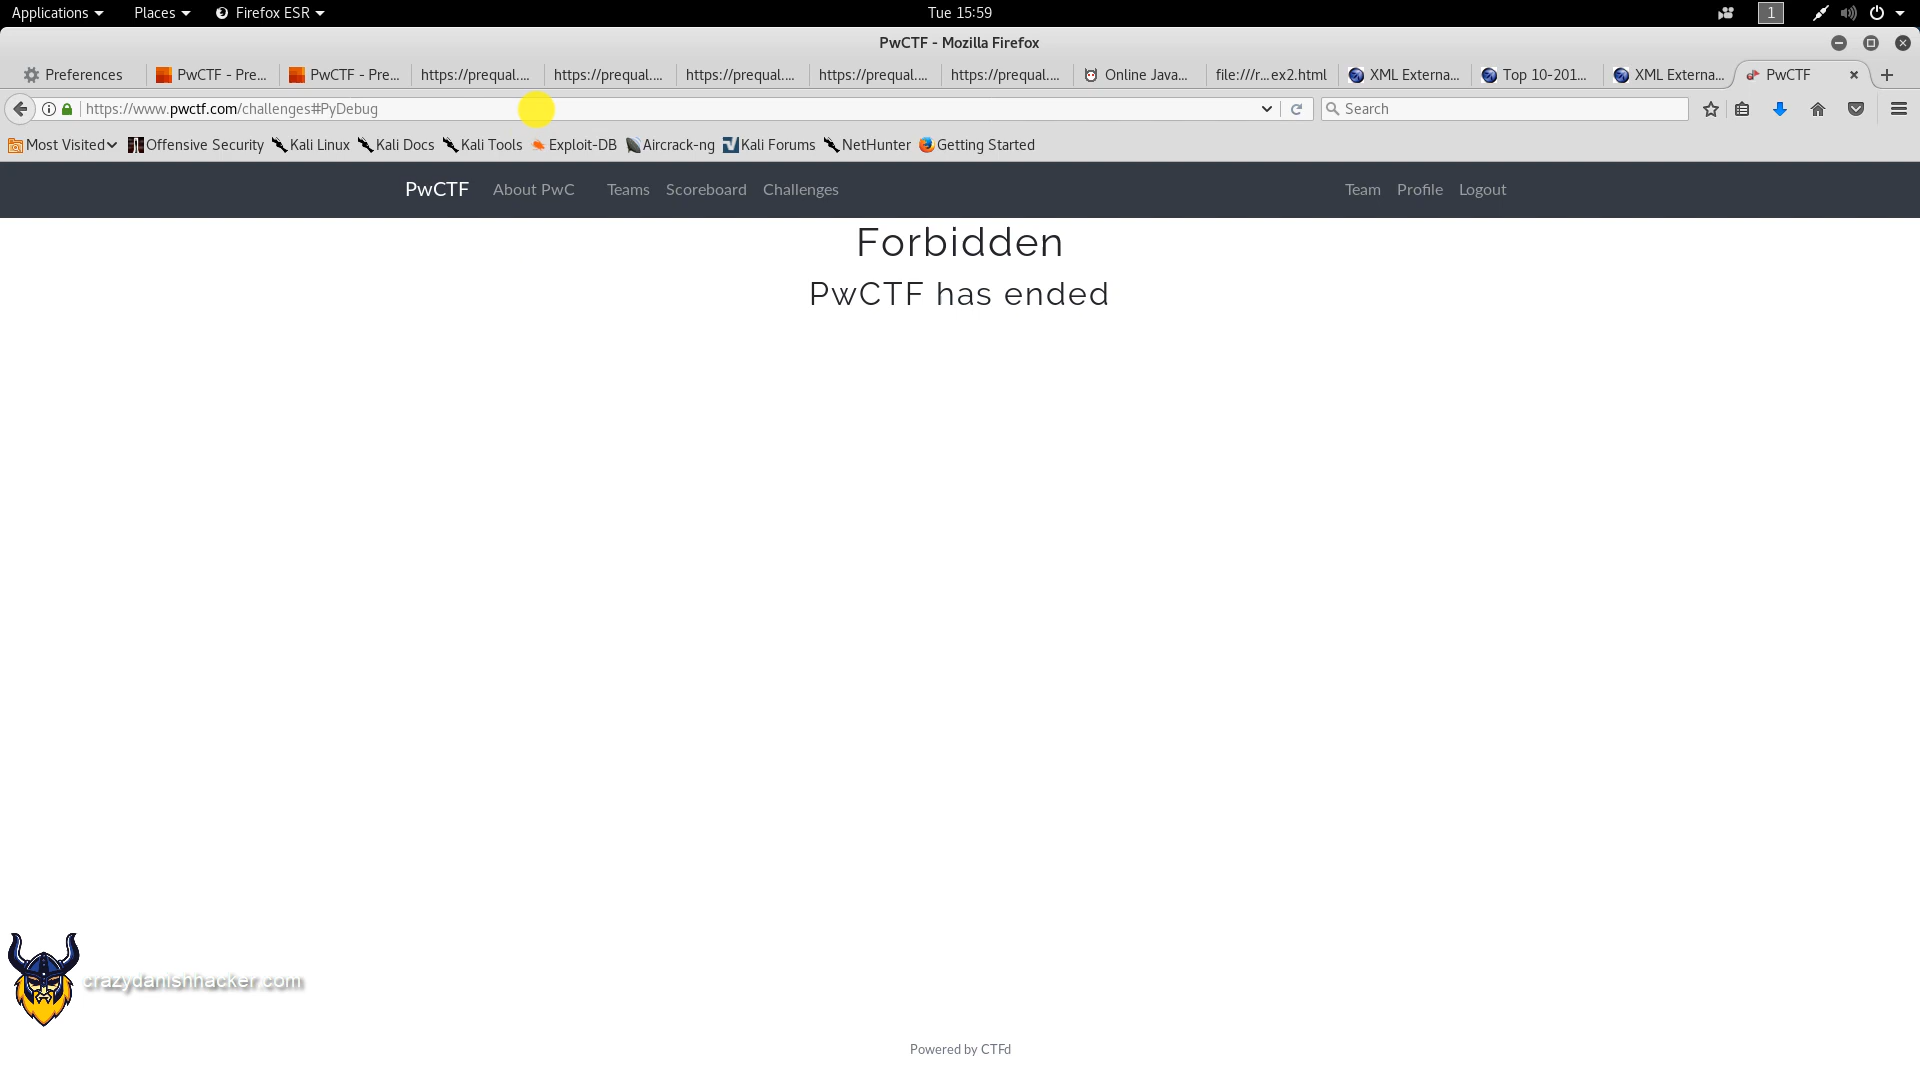 Applications Places Firefox ESR Tue 15:59 1
PwCTF - Mozilla Firefox
Preferences PwCTF - Pre... PwCTF - Pre... https://prequal.... https://prequal.... https://prequal.... https://prequal.... https://prequal.... Online Java... file:///r...ex2.html XML Externa... Top 10-201... XML Externa... PwCTF
https://www.pwctf.com/challenges#PyDebug Search
Most Visited Offensive Security Kali Linux Kali Docs Kali Tools Exploit-DB Aircrack-ng Kali Forums NetHunter Getting Started
PwCTF About PwC Teams Scoreboard Challenges Team Profile Logout
Forbidden
PwCTF has ended
crazydanishhacker.com
Powered by CTFd